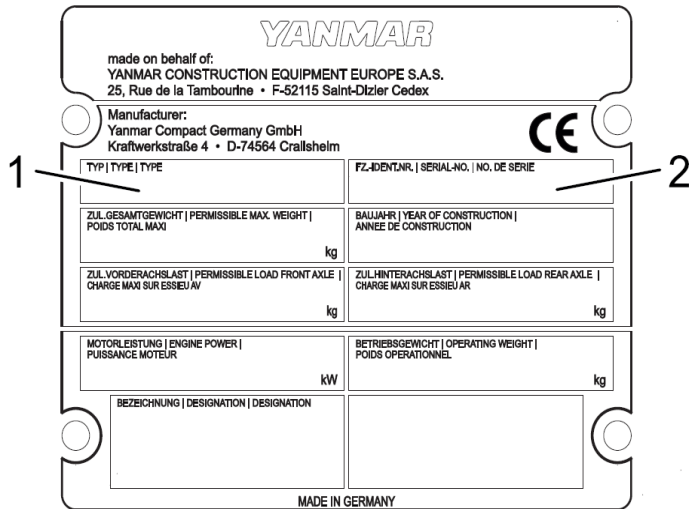 YANMAR
made on behalf of:
YANMAR CONSTRUCTION EQUIPMENT EUROPE S.A.S.
25, Rue de la Tambourine • F-52115 Saint-Dizier Cedex
Manufacturer:
Yanmar Compact Germany GmbH
Kraftwerkstraße 4 • D-74564 Crailsheim
CE
1
TYP | TYPE | TYPE
FZ.-IDENT.NR. | SERIAL-NO. | NO. DE SERIE
2
ZUL.GESAMTGEWICHT | PERMISSIBLE MAX. WEIGHT |
POIDS TOTAL MAXI
kg
BAUJAHR | YEAR OF CONSTRUCTION |
ANNEE DE CONSTRUCTION
ZUL.VORDERACHSLAST | PERMISSIBLE LOAD FRONT AXLE |
CHARGE MAXI SUR ESSIEU AV
kg
ZUL.HINTERACHSLAST | PERMISSIBLE LOAD REAR AXLE |
CHARGE MAXI SUR ESSIEU AR
kg
MOTORLEISTUNG | ENGINE POWER |
PUISSANCE MOTEUR
kW
BETRIEBSGEWICHT | OPERATING WEIGHT |
POIDS OPERATIONNEL
kg
BEZEICHNUNG | DESIGNATION | DESIGNATION
MADE IN GERMANY